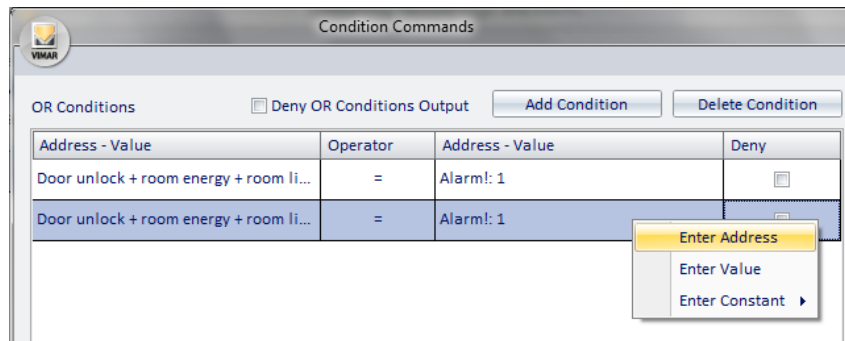 Condition Commands
VIMAR
OR Conditions Deny OR Conditions Output Add Condition Delete Condition
Address - Value Operator Address - Value Deny
Door unlock + room energy + room li... = Alarm!: 1
Door unlock + room energy + room li... = Alarm!: 1
Enter Address
Enter Value
Enter Constant